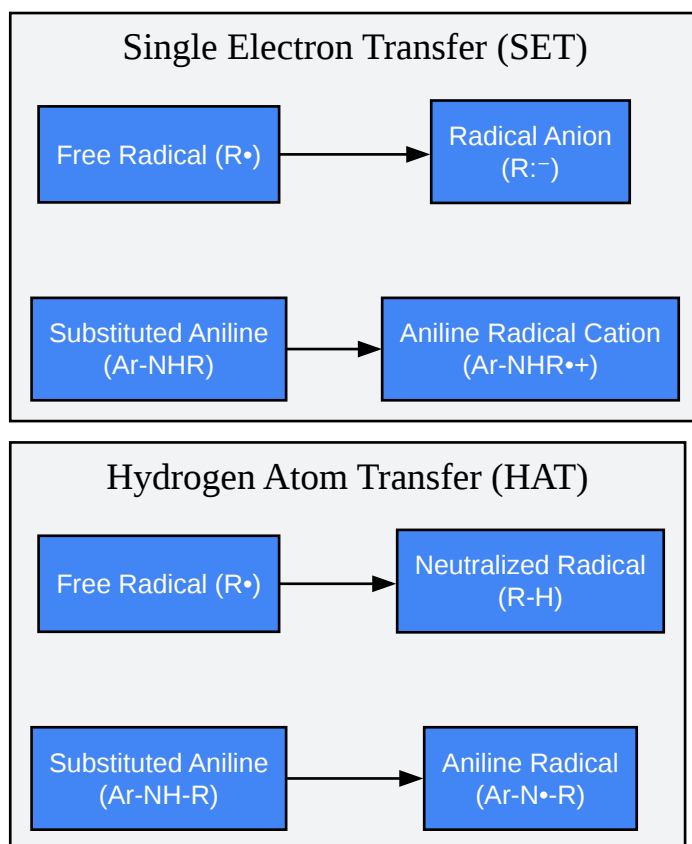 Single Electron Transfer (SET)
Free Radical (R•)
Radical Anion
(R:⁻)
Substituted Aniline
(Ar-NHR)
Aniline Radical Cation
(Ar-NHR•+)
Hydrogen Atom Transfer (HAT)
Free Radical (R•)
Neutralized Radical
(R-H)
Substituted Aniline
(Ar-NH-R)
Aniline Radical
(Ar-N•-R)